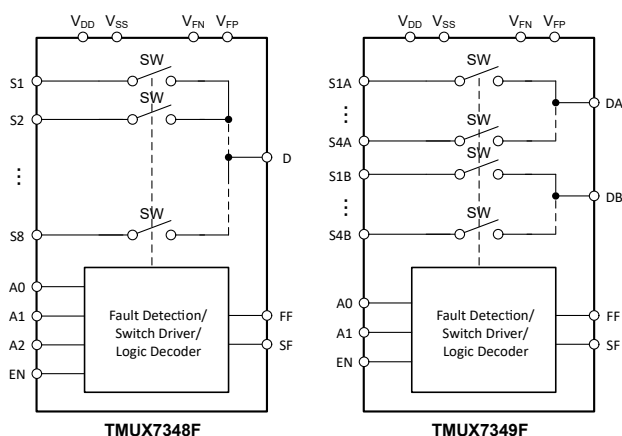 VDD VSS VFN VFP
S1
SW
S2
SW
D
⋮
SW
S8
A0
A1
A2
EN
Fault Detection/
Switch Driver/
Logic Decoder
FF
SF
TMUX7348F
VDD VSS VFN VFP
S1A
SW
DA
⋮
S4A
SW
S1B
SW
DB
⋮
S4B
SW
A0
A1
EN
Fault Detection/
Switch Driver/
Logic Decoder
FF
SF
TMUX7349F